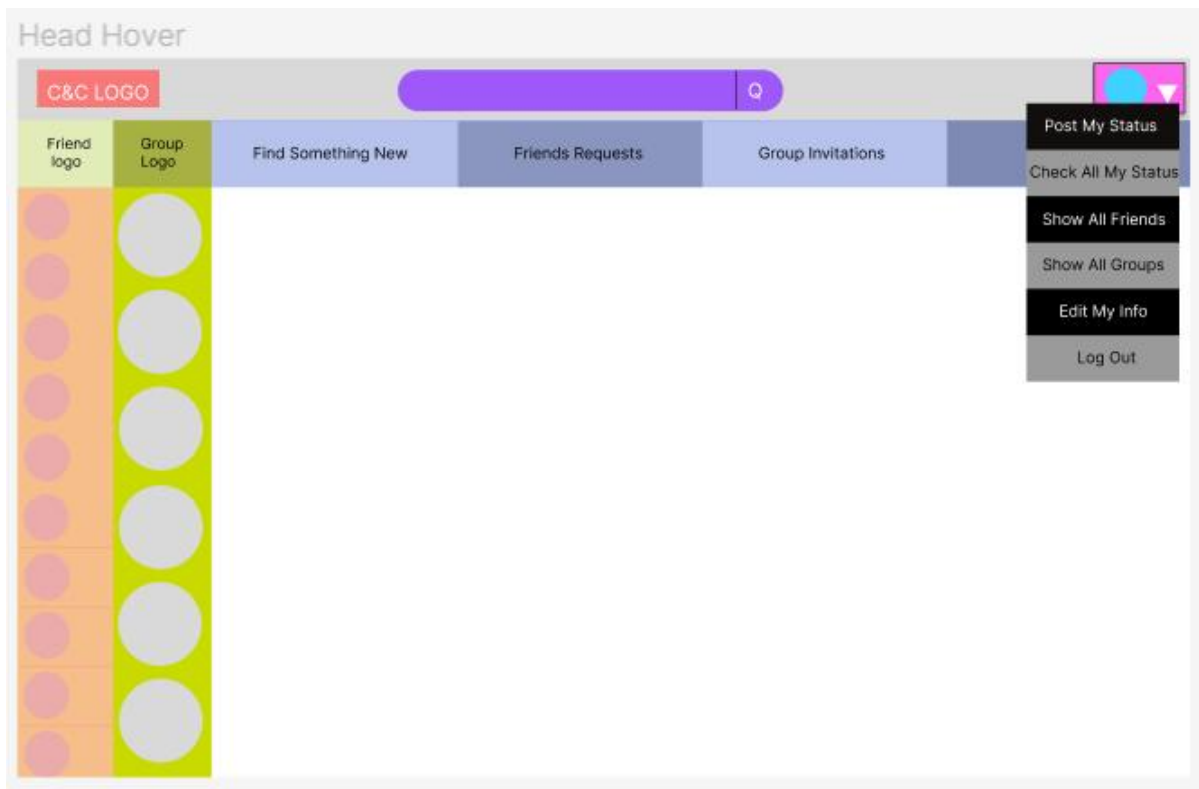 Head Hover
C&C LOGO
Q
Post My Status
Friend
logo
Group
Logo
Find Something New
Friends Requests
Group Invitations
Check All My Status
Show All Friends
Show All Groups
Edit My Info
Log Out